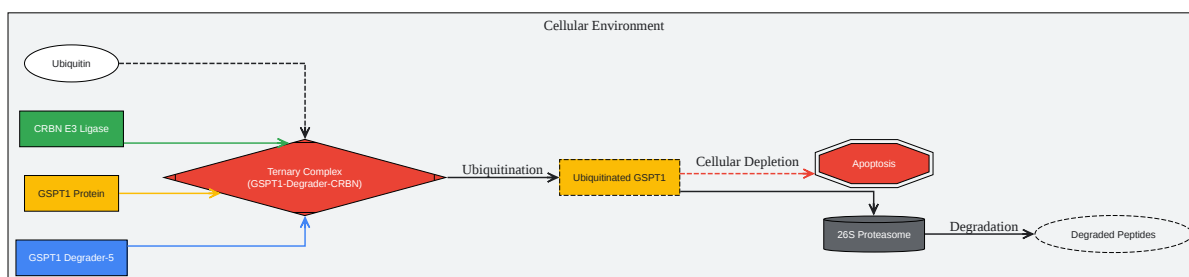 Cellular Environment
Ubiquitin
CRBN E3 Ligase
GSPT1 Protein
GSPT1 Degrader-5
Ternary Complex
(GSPT1-Degrader-CRBN)
Ubiquitination
Ubiquitinated GSPT1
Cellular Depletion
Apoptosis
26S Proteasome
Degradation
Degraded Peptides